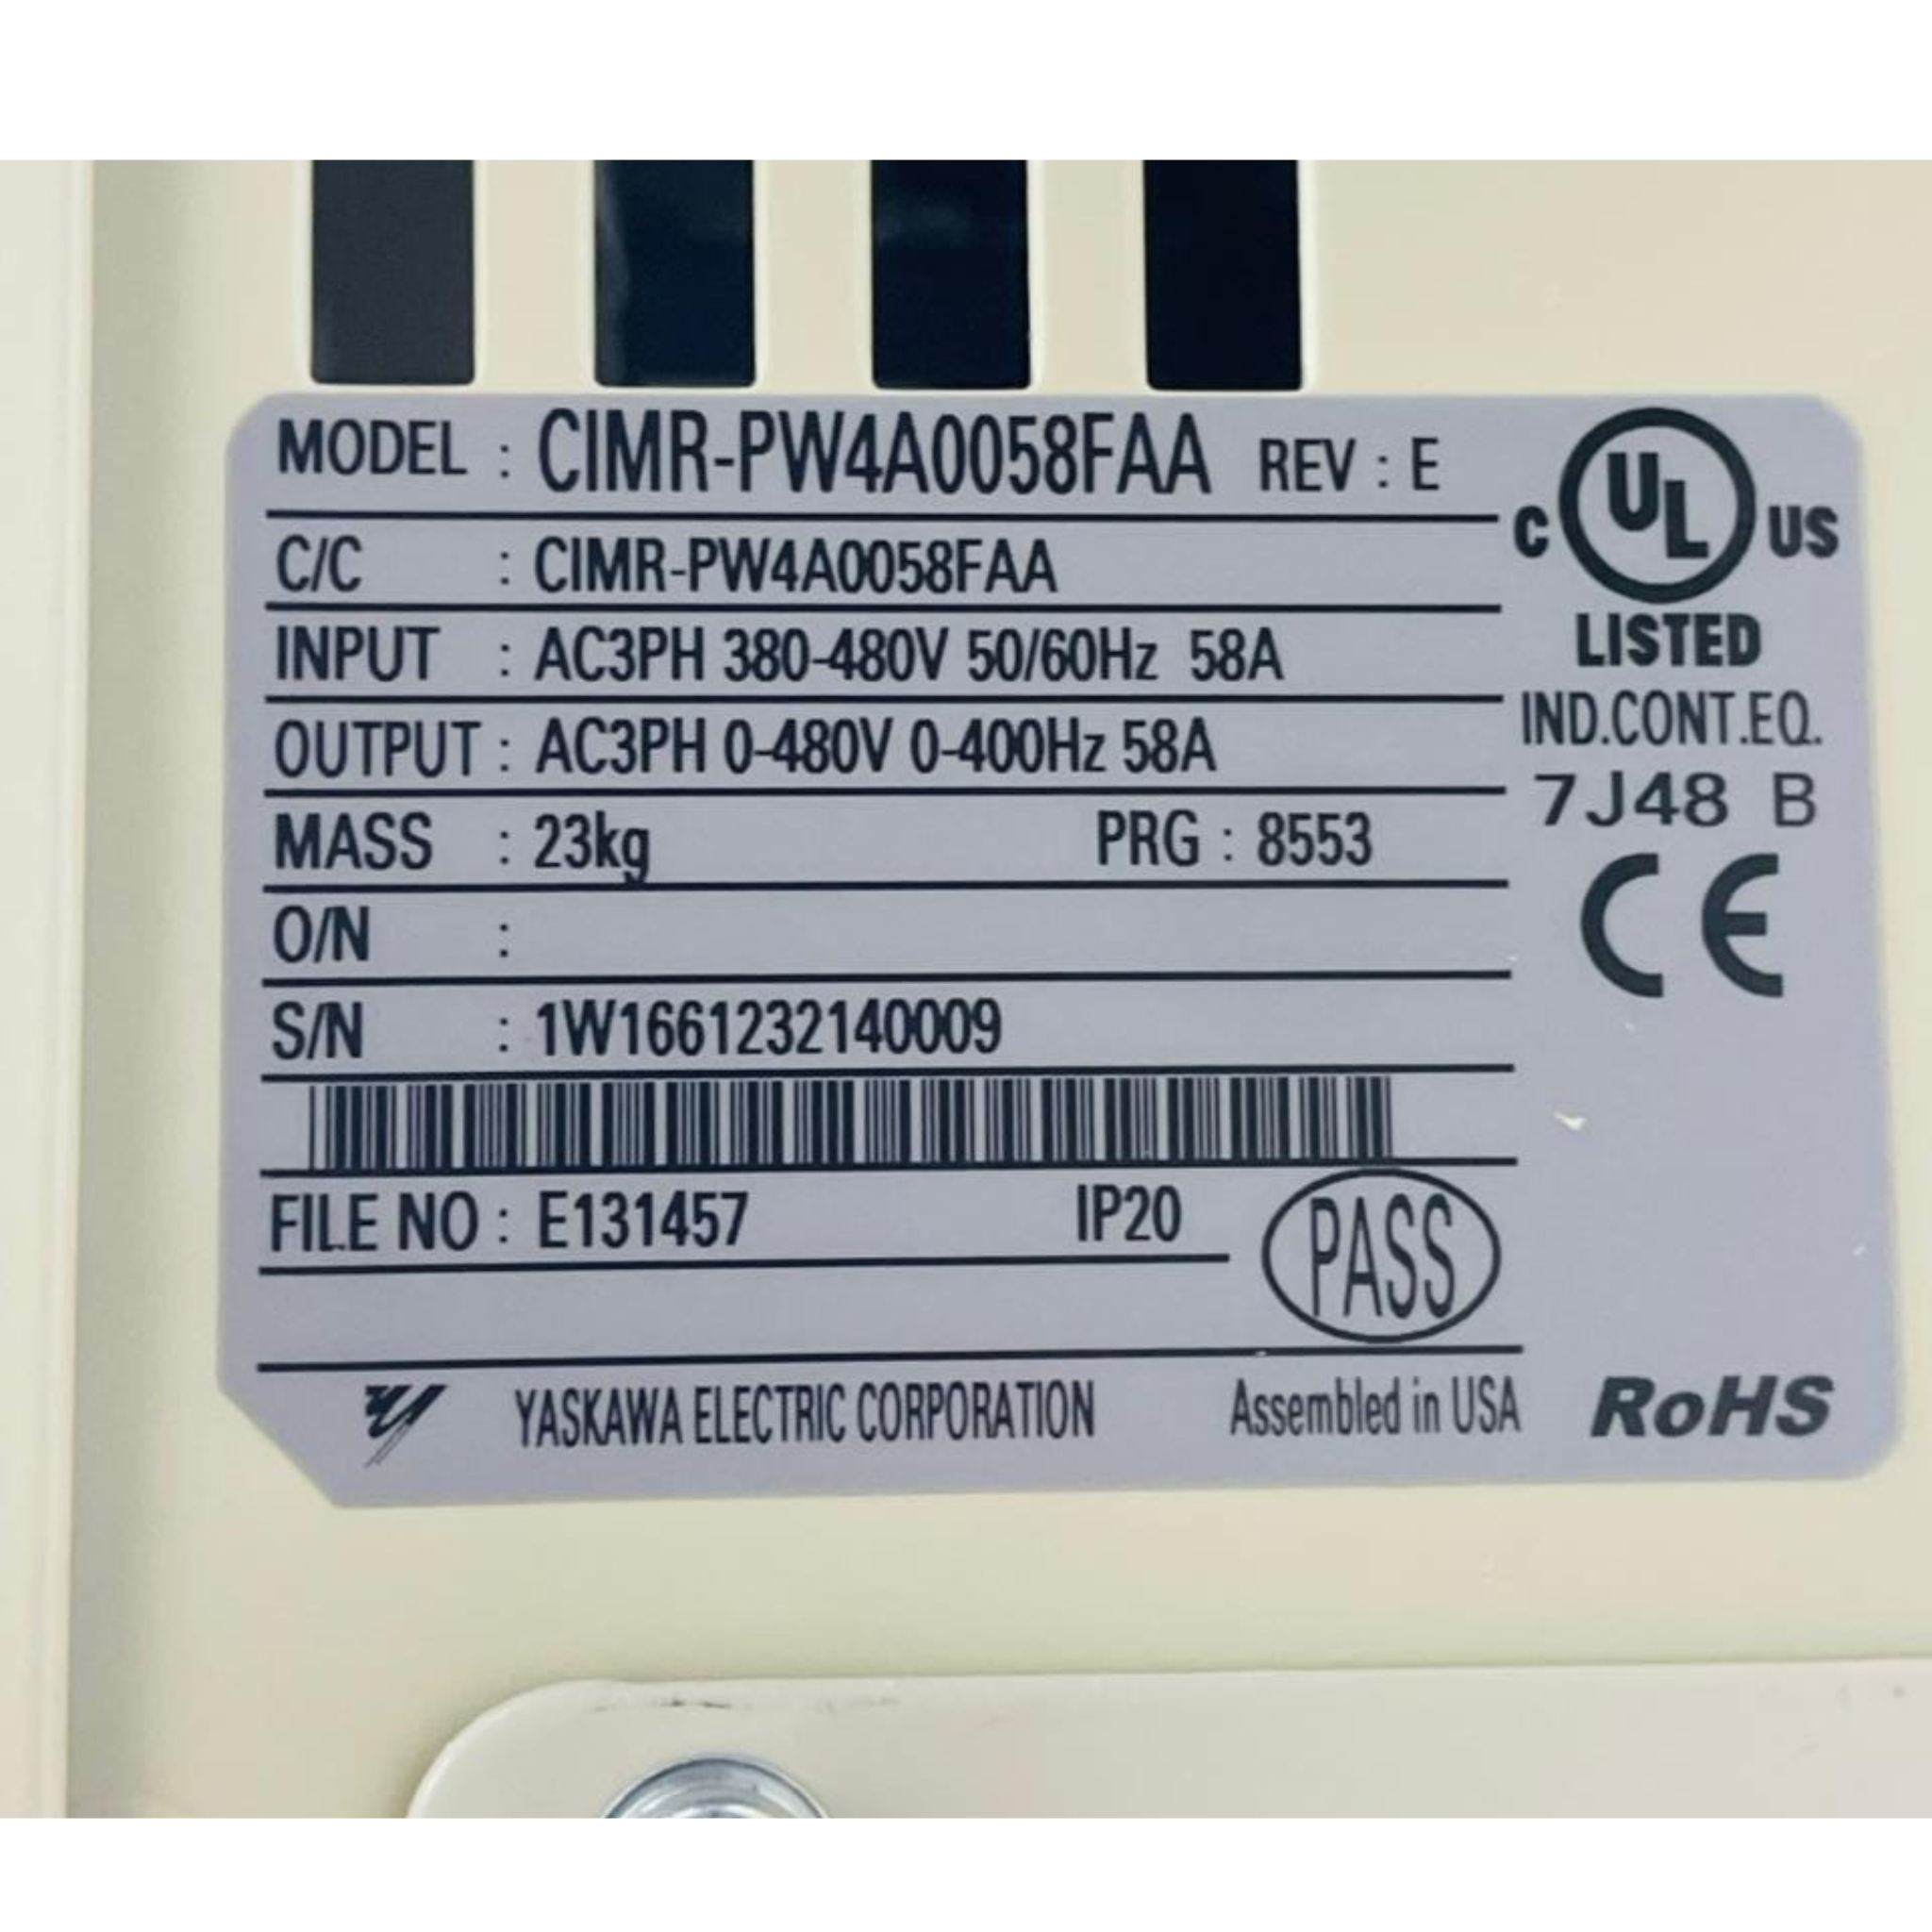 MODEL : CIMR-PW4A0058FAA REV : E
C/C : CIMR-PW4A0058FAA
INPUT : AC3PH 380-480V 50/60Hz 58A
OUTPUT : AC3PH 0-480V 0-400Hz 58A
MASS : 23kg PRG : 8553
O/N :
S/N : 1W1661232140009
FILE NO : E131457 IP20
PASS
YASKAWA ELECTRIC CORPORATION Assembled in USA
C UL US
LISTED
IND.CONT.EQ.
7J48 B
CE
RoHS